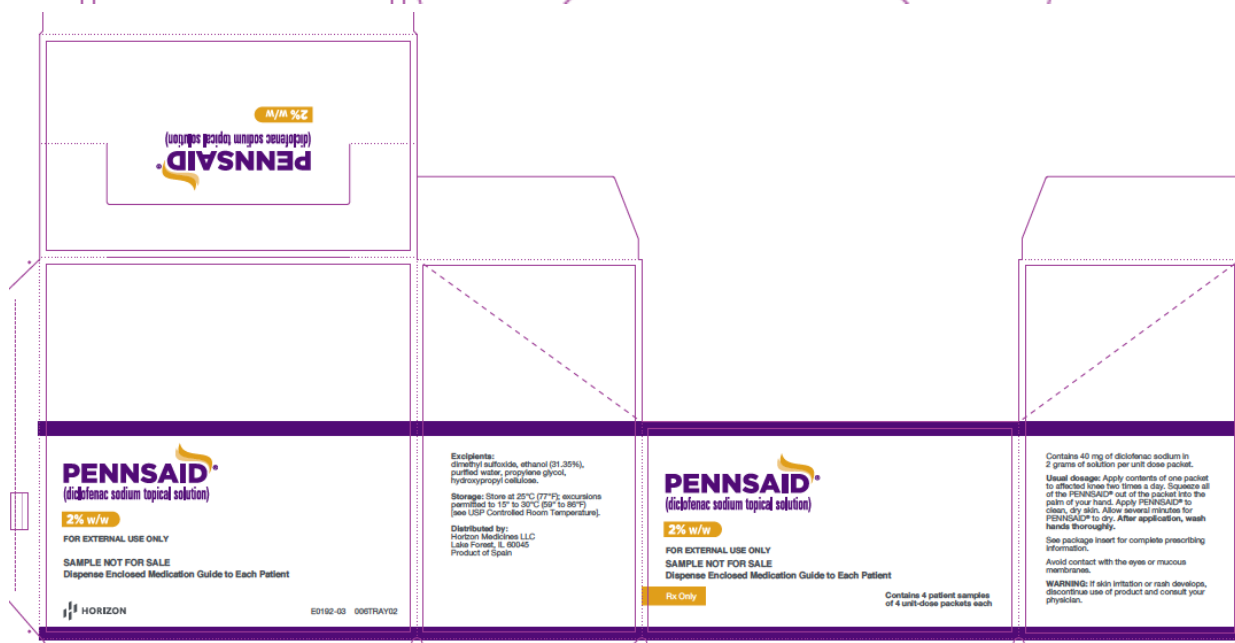 PENNSAID®
(diclofenac sodium topical solution)
2% w/w
PENNSAID®
(diclofenac sodium topical solution)
2% w/w
FOR EXTERNAL USE ONLY
SAMPLE NOT FOR SALE
Dispense Enclosed Medication Guide to Each Patient
HORIZON
E0192-03 006TRAY02
Excipients:
dimethyl sulfoxide, ethanol (31.35%),
purified water, propylene glycol,
hydroxypropyl cellulose.
Storage: Store at 25°C (77°F); excursions
permitted to 15° to 30°C (59° to 86°F)
[see USP Controlled Room Temperature].
Distributed by:
Horizon Medicines LLC
Lake Forest, IL 60045
Product of Spain
PENNSAID®
(diclofenac sodium topical solution)
2% w/w
FOR EXTERNAL USE ONLY
SAMPLE NOT FOR SALE
Dispense Enclosed Medication Guide to Each Patient
Rx Only
Contains 4 patient samples
of 4 unit-dose packets each
Contains 40 mg of diclofenac sodium in
2 grams of solution per unit dose packet.
Usual dosage: Apply contents of one packet
to affected knee two times a day. Squeeze all
of the PENNSAID® out of the packet into the
palm of your hand. Apply PENNSAID® to
clean, dry skin. Allow several minutes for
PENNSAID® to dry. After application, wash
hands thoroughly.
See package insert for complete prescribing
information.
Avoid contact with the eyes or mucous
membranes.
WARNING: If skin irritation or rash develops,
discontinue use of product and consult your
physician.